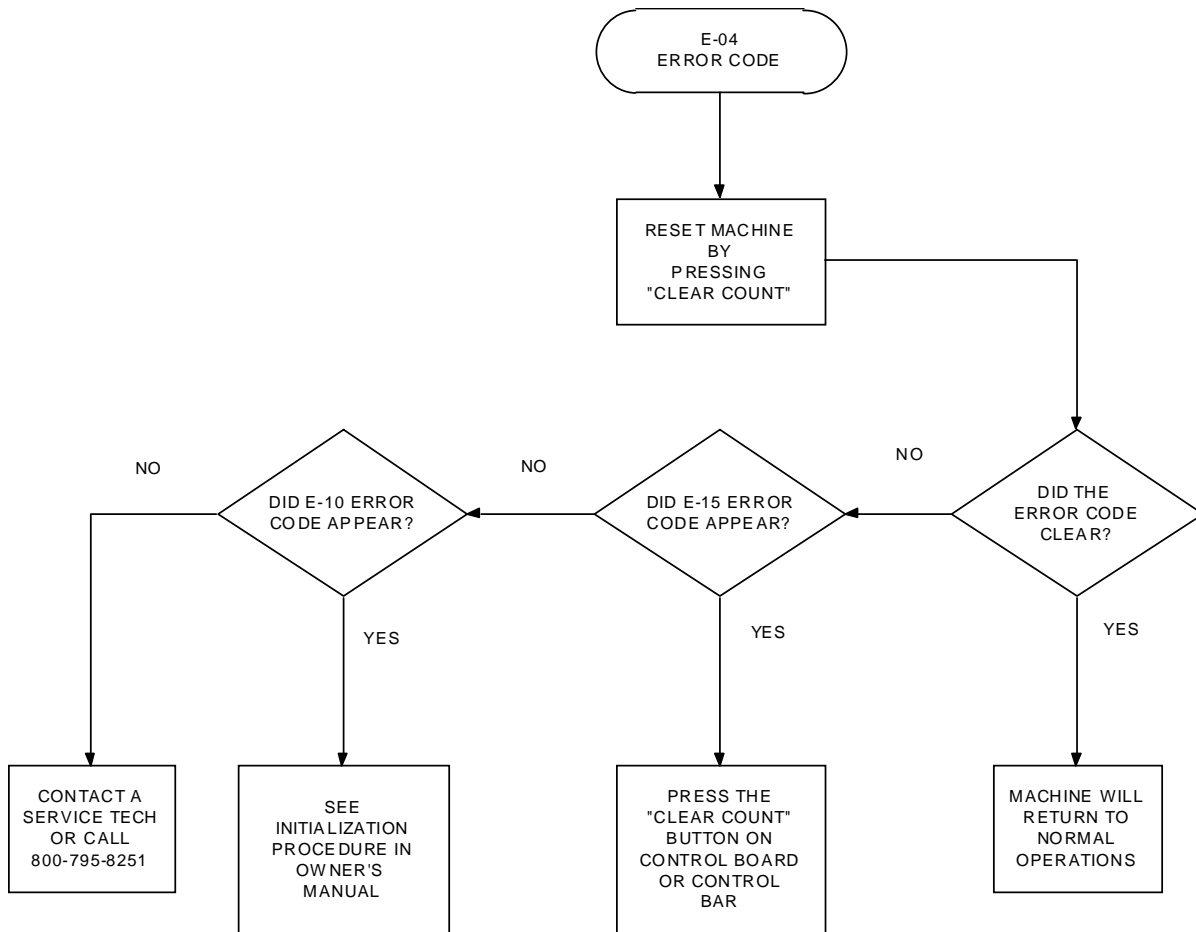 E-04
ERROR CODE
RESET MACHINE
BY
PRESSING
"CLEAR COUNT"
NO
NO
NO
DID E-10 ERROR
CODE APPEAR?
DID E-15 ERROR
CODE APPEAR?
DID THE
ERROR CODE
CLEAR?
YES
YES
YES
CONTACT A
SERVICE TECH
OR CALL
800-795-8251
SEE
INITIALIZATION
PROCEDURE IN
OWNER'S
MANUAL
PRESS THE
"CLEAR COUNT"
BUTTON ON
CONTROL BOARD
OR CONTROL
BAR
MACHINE WILL
RETURN TO
NORMAL
OPERATIONS